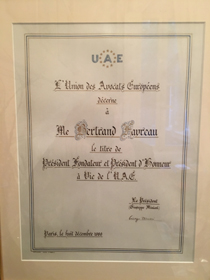 U A E
L'Union des Avocats Européens
décerne
à
Me Bertrand Favreau
le titre de
Président Fondateur et Président d'Honneur
à Vie de l'U.A.E.
Le Président
Paris, le huit décembre